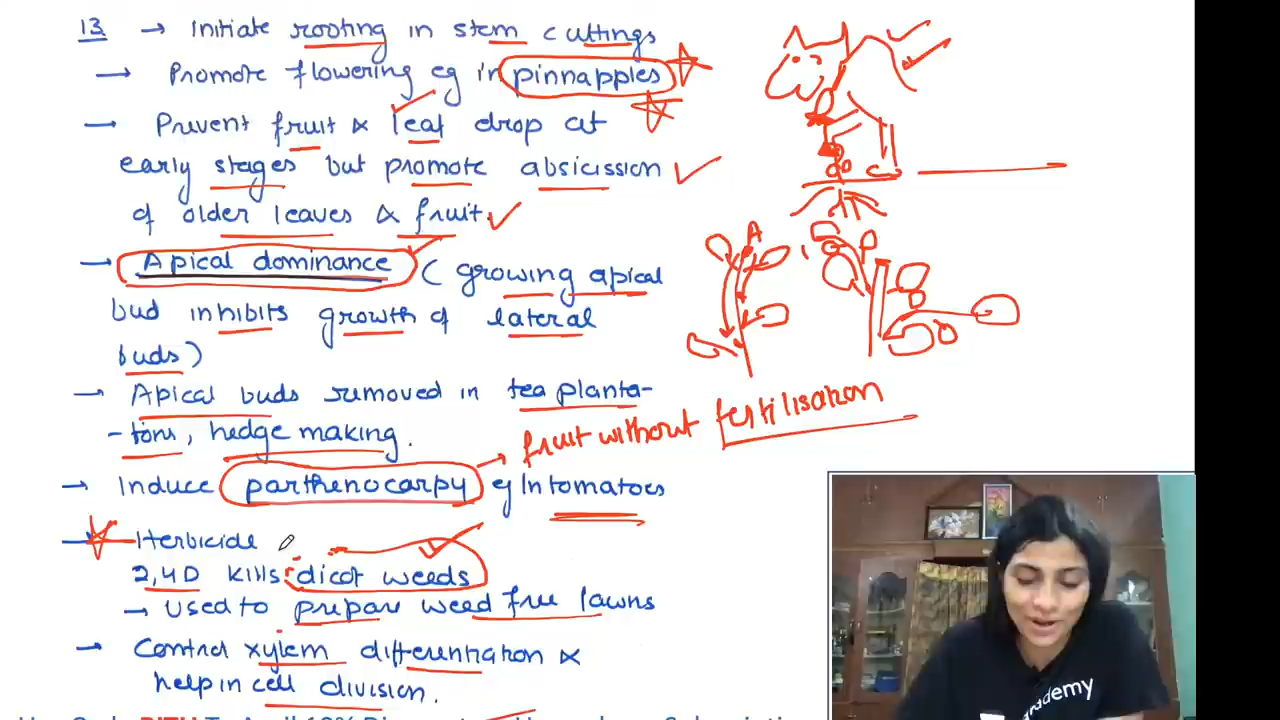 13 → Initiate rooting in stem cuttings
→ Promote flowering eg in pinnapples
→ Prevent fruit & leaf drop at
early stages but promote absicission
of older leaves & fruit
→ Apical dominance ( growing apical
bud inhibits growth of lateral
buds)
→ Apical buds removed in tea planta-
-tons, hedge making.
fruit without fertilisation
→ Induce parthenocarpy eg In tomatoes
→ Herbicide
2,4D kills dicot weeds
→ Used to prepare weed free lawns
→ Control xylem differentiation &
help in cell division.
A